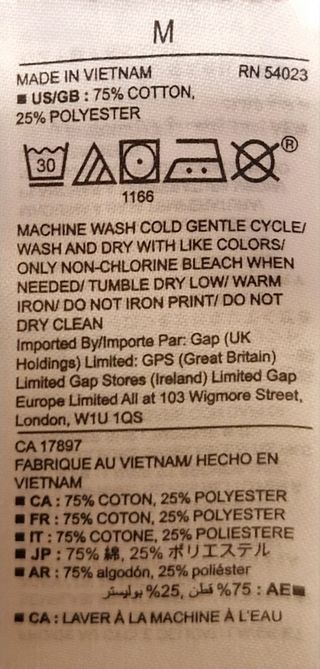 M
MADE IN VIETNAM RN 54023
■ US/GB : 75% COTTON,
25% POLYESTER
30 ®
1166
MACHINE WASH COLD GENTLE CYCLE/
WASH AND DRY WITH LIKE COLORS/
ONLY NON-CHLORINE BLEACH WHEN
NEEDED/ TUMBLE DRY LOW/ WARM
IRON/ DO NOT IRON PRINT/ DO NOT
DRY CLEAN
Imported By/Importe Par: Gap (UK
Holdings) Limited: GPS (Great Britain)
Limited Gap Stores (Ireland) Limited Gap
Europe Limited All at 103 Wigmore Street,
London, W1U 1QS
CA 17897
FABRIQUE AU VIETNAM/ HECHO EN
VIETNAM
■ CA : 75% COTON, 25% POLYESTER
■ FR : 75% COTON, 25% POLYESTER
■ IT : 75% COTONE, 25% POLIESTERE
■ JP : 75% 綿, 25% ポリエステル
■ AR : 75% algodón, 25% poliéster
■AE : 75% قطن ,25% بوليستر
■ CA : LAVER À LA MACHINE À L'EAU